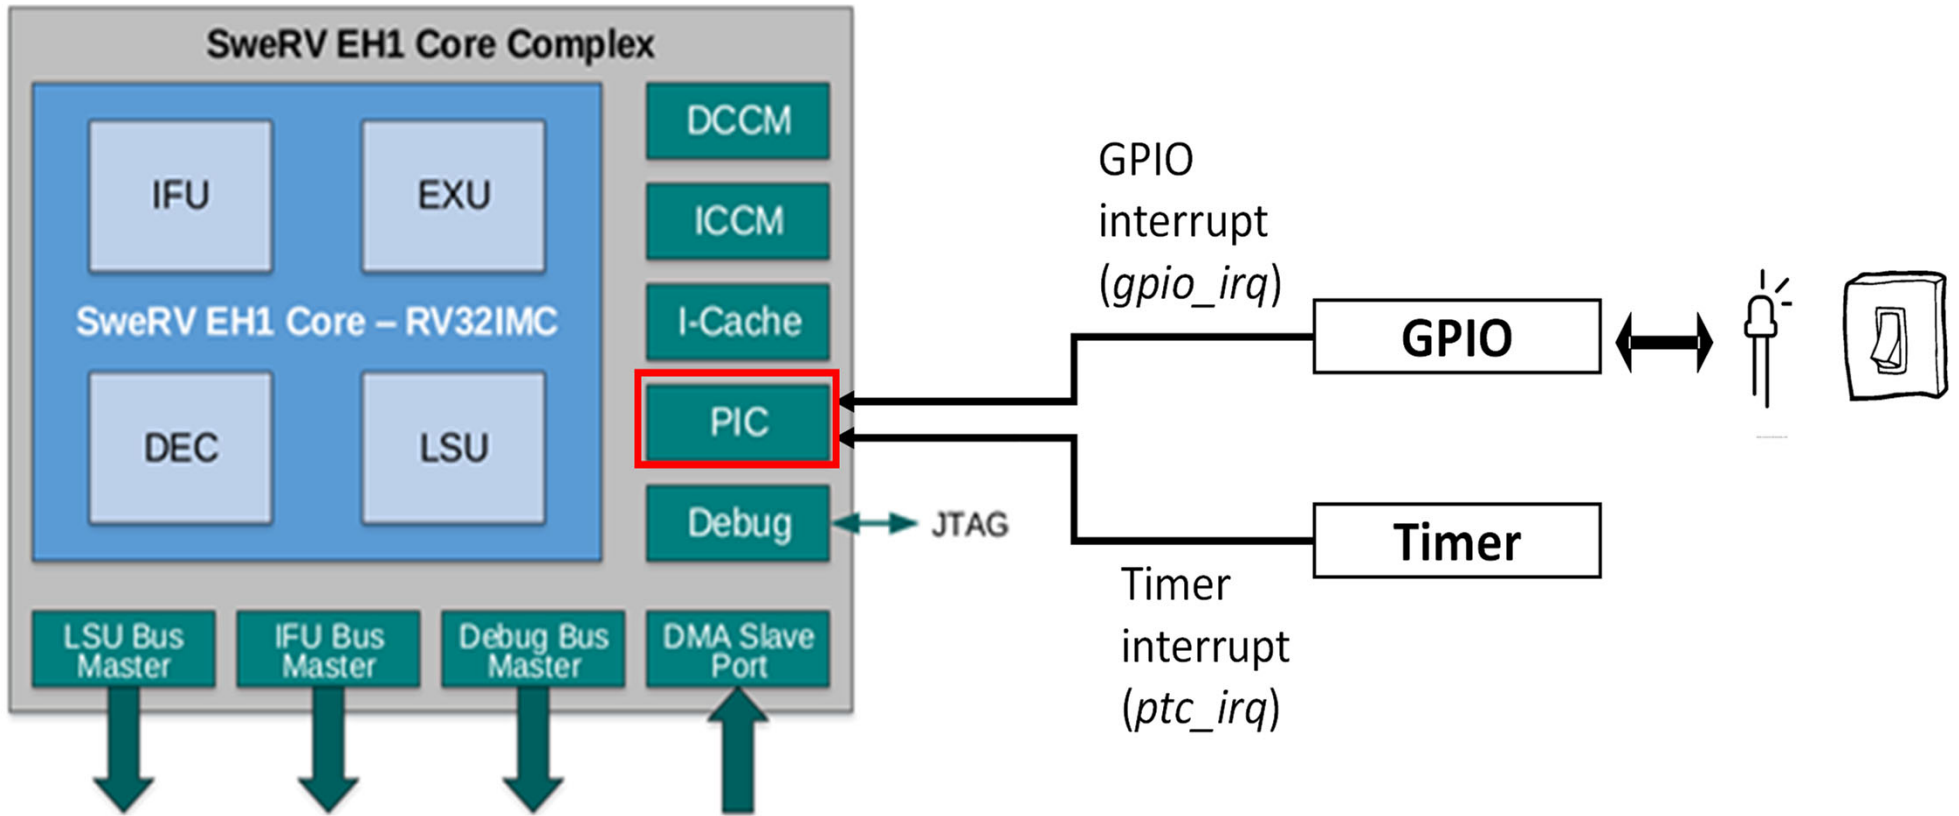 SweRV EH1 Core Complex
IFU
EXU
SweRV EH1 Core – RV32IMC
DEC
LSU
DCCM
ICCM
I-Cache
PIC
Debug
JTAG
LSU Bus
Master
IFU Bus
Master
Debug Bus
Master
DMA Slave
Port
GPIO
interrupt
(gpio_irq)
GPIO
Timer
Timer
interrupt
(ptc_irq)